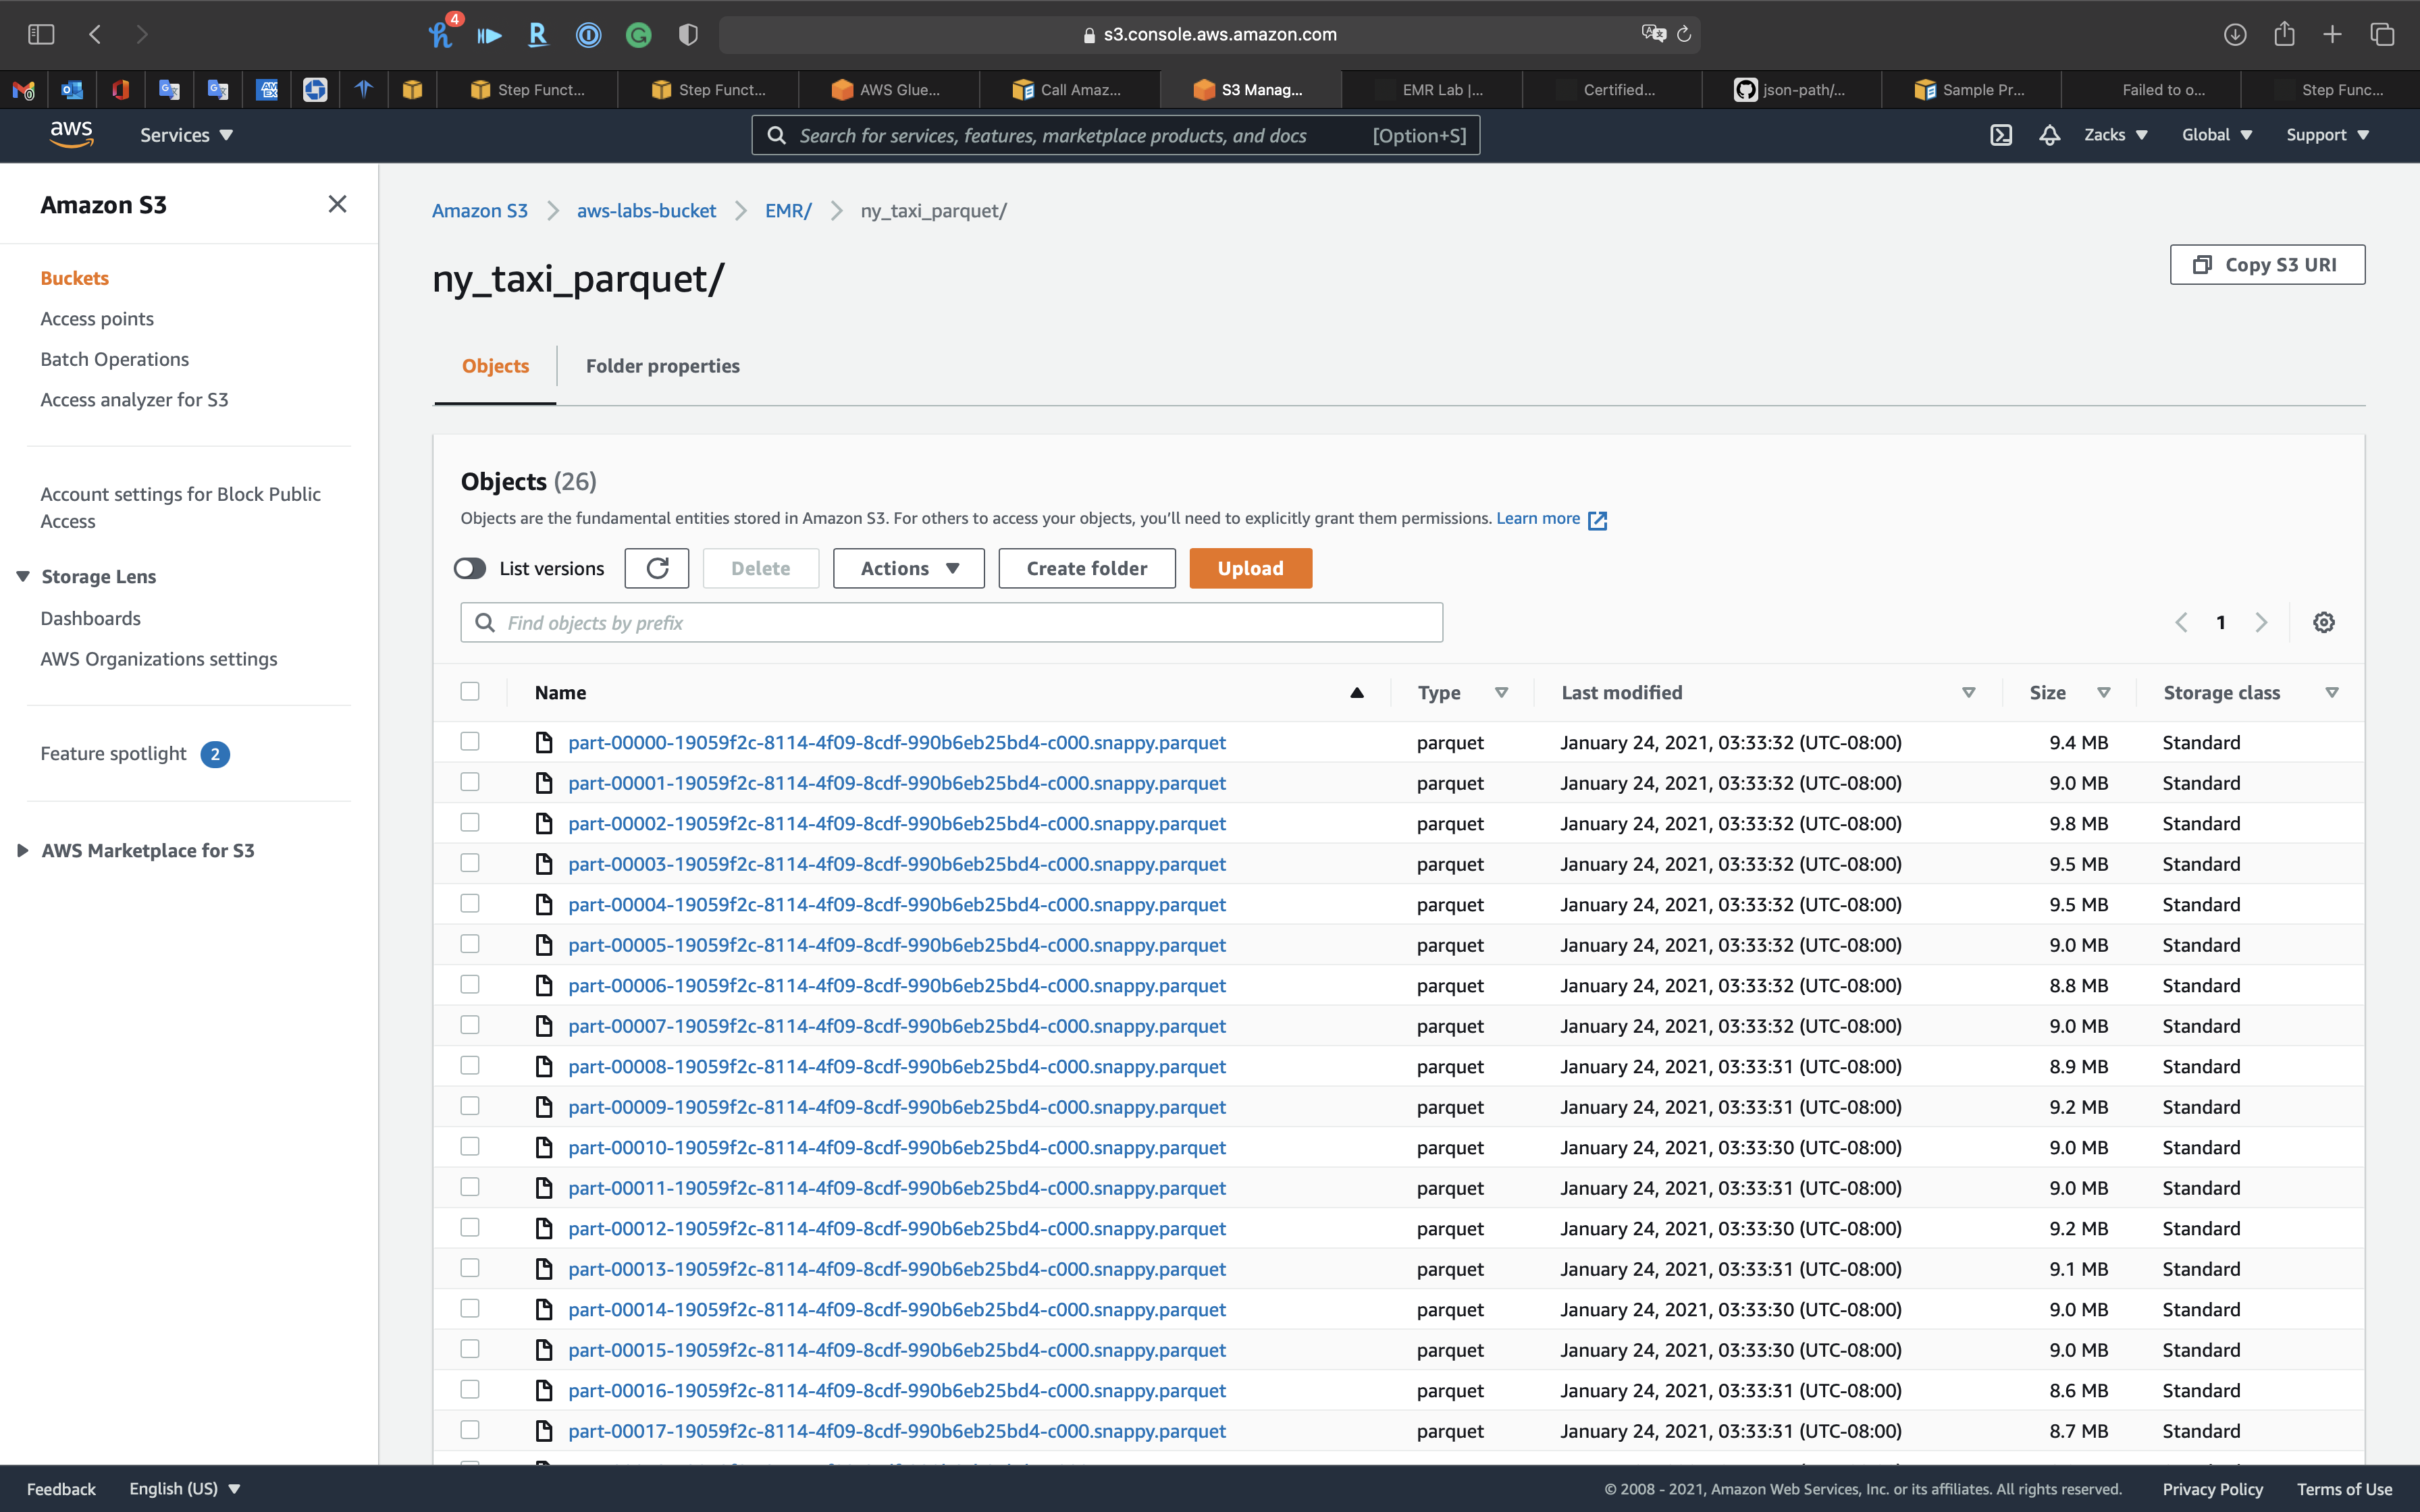 4
s3.console.aws.amazon.com
Step Funct...
Step Funct...
AWS Glue...
Call Amaz...
S3 Manag...
EMR Lab |...
Certified...
json-path/...
Sample Pr...
Failed to o...
Step Func...
aws
Services
Search for services, features, marketplace products, and docs [Option+S]
Zacks
Global
Support
Amazon S3
Buckets
Access points
Batch Operations
Access analyzer for S3
Account settings for Block Public
Access
Storage Lens
Dashboards
AWS Organizations settings
Feature spotlight 2
AWS Marketplace for S3
Amazon S3 aws-labs-bucket EMR/ ny_taxi_parquet/
ny_taxi_parquet/
Copy S3 URI
Objects Folder properties
Objects (26)
Objects are the fundamental entities stored in Amazon S3. For others to access your objects, you’ll need to explicitly grant them permissions. Learn more
List versions Delete Actions Create folder Upload
Find objects by prefix 1
Name Type Last modified Size Storage class
part-00000-19059f2c-8114-4f09-8cdf-990b6eb25bd4-c000.snappy.parquet parquet January 24, 2021, 03:33:32 (UTC-08:00) 9.4 MB Standard
part-00001-19059f2c-8114-4f09-8cdf-990b6eb25bd4-c000.snappy.parquet parquet January 24, 2021, 03:33:32 (UTC-08:00) 9.0 MB Standard
part-00002-19059f2c-8114-4f09-8cdf-990b6eb25bd4-c000.snappy.parquet parquet January 24, 2021, 03:33:32 (UTC-08:00) 9.8 MB Standard
part-00003-19059f2c-8114-4f09-8cdf-990b6eb25bd4-c000.snappy.parquet parquet January 24, 2021, 03:33:32 (UTC-08:00) 9.5 MB Standard
part-00004-19059f2c-8114-4f09-8cdf-990b6eb25bd4-c000.snappy.parquet parquet January 24, 2021, 03:33:32 (UTC-08:00) 9.5 MB Standard
part-00005-19059f2c-8114-4f09-8cdf-990b6eb25bd4-c000.snappy.parquet parquet January 24, 2021, 03:33:32 (UTC-08:00) 9.0 MB Standard
part-00006-19059f2c-8114-4f09-8cdf-990b6eb25bd4-c000.snappy.parquet parquet January 24, 2021, 03:33:32 (UTC-08:00) 8.8 MB Standard
part-00007-19059f2c-8114-4f09-8cdf-990b6eb25bd4-c000.snappy.parquet parquet January 24, 2021, 03:33:32 (UTC-08:00) 9.0 MB Standard
part-00008-19059f2c-8114-4f09-8cdf-990b6eb25bd4-c000.snappy.parquet parquet January 24, 2021, 03:33:31 (UTC-08:00) 8.9 MB Standard
part-00009-19059f2c-8114-4f09-8cdf-990b6eb25bd4-c000.snappy.parquet parquet January 24, 2021, 03:33:31 (UTC-08:00) 9.2 MB Standard
part-00010-19059f2c-8114-4f09-8cdf-990b6eb25bd4-c000.snappy.parquet parquet January 24, 2021, 03:33:30 (UTC-08:00) 9.0 MB Standard
part-00011-19059f2c-8114-4f09-8cdf-990b6eb25bd4-c000.snappy.parquet parquet January 24, 2021, 03:33:31 (UTC-08:00) 9.0 MB Standard
part-00012-19059f2c-8114-4f09-8cdf-990b6eb25bd4-c000.snappy.parquet parquet January 24, 2021, 03:33:30 (UTC-08:00) 9.2 MB Standard
part-00013-19059f2c-8114-4f09-8cdf-990b6eb25bd4-c000.snappy.parquet parquet January 24, 2021, 03:33:31 (UTC-08:00) 9.1 MB Standard
part-00014-19059f2c-8114-4f09-8cdf-990b6eb25bd4-c000.snappy.parquet parquet January 24, 2021, 03:33:30 (UTC-08:00) 9.0 MB Standard
part-00015-19059f2c-8114-4f09-8cdf-990b6eb25bd4-c000.snappy.parquet parquet January 24, 2021, 03:33:30 (UTC-08:00) 9.0 MB Standard
part-00016-19059f2c-8114-4f09-8cdf-990b6eb25bd4-c000.snappy.parquet parquet January 24, 2021, 03:33:31 (UTC-08:00) 8.6 MB Standard
part-00017-19059f2c-8114-4f09-8cdf-990b6eb25bd4-c000.snappy.parquet parquet January 24, 2021, 03:33:31 (UTC-08:00) 8.7 MB Standard
Feedback English (US) © 2008 - 2021, Amazon Web Services, Inc. or its affiliates. All rights reserved. Privacy Policy Terms of Use